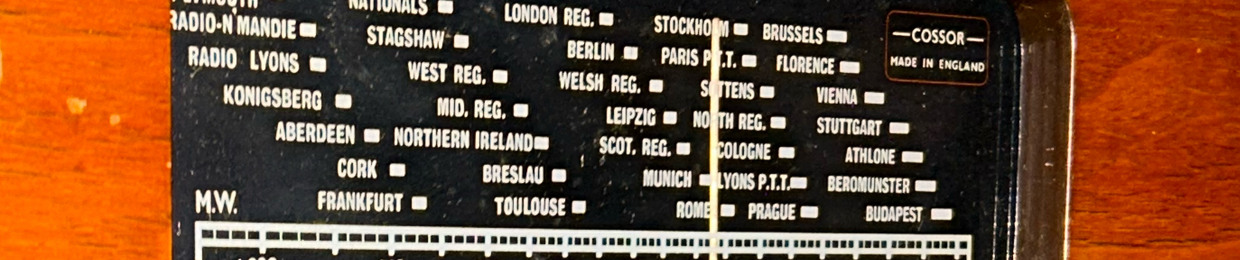 PLYMOUTH NATIONALS LONDON REG. STOCKHOLM BRUSSELS
RADIO-N'MANDIE STAGSHAW BERLIN PARIS P.T.T. FLORENCE
RADIO LYONS WEST REG. WELSH REG. SOTTENS VIENNA
KONIGSBERG MID. REG. LEIPZIG NORTH REG. STUTTGART
ABERDEEN NORTHERN IRELAND SCOT. REG. COLOGNE ATHLONE
CORK BRESLAU MUNICH LYONS P.T.T. BEROMUNSTER
M.W. FRANKFURT TOULOUSE ROME PRAGUE BUDAPEST
—COSSOR—
MADE IN ENGLAND